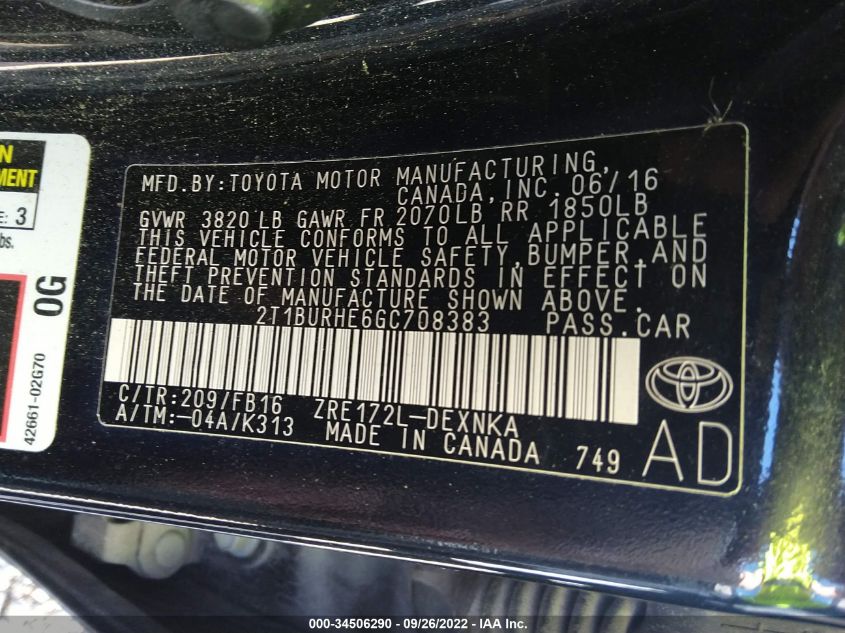 N
MENT
E: 3
bs.
0G
42661-02G70
MFD.BY:TOYOTA MOTOR MANUFACTURING,
CANADA,INC. 06/16
GVWR 3820 LB GAWR FR 2070LB RR 1850LB
THIS VEHICLE CONFORMS TO ALL APPLICABLE
FEDERAL MOTOR VEHICLE SAFETY,BUMPER,AND
THEFT PREVENTION STANDARDS IN EFFECT ON
THE DATE OF MANUFACTURE SHOWN ABOVE.
2T1BURHE6GC708383 PASS.CAR
C/TR:209/FB16 ZRE172L-DEXNKA
A/TM:-04A/K313 MADE IN CANADA 749
AD
000-34506290 - 09/26/2022 - IAA Inc.